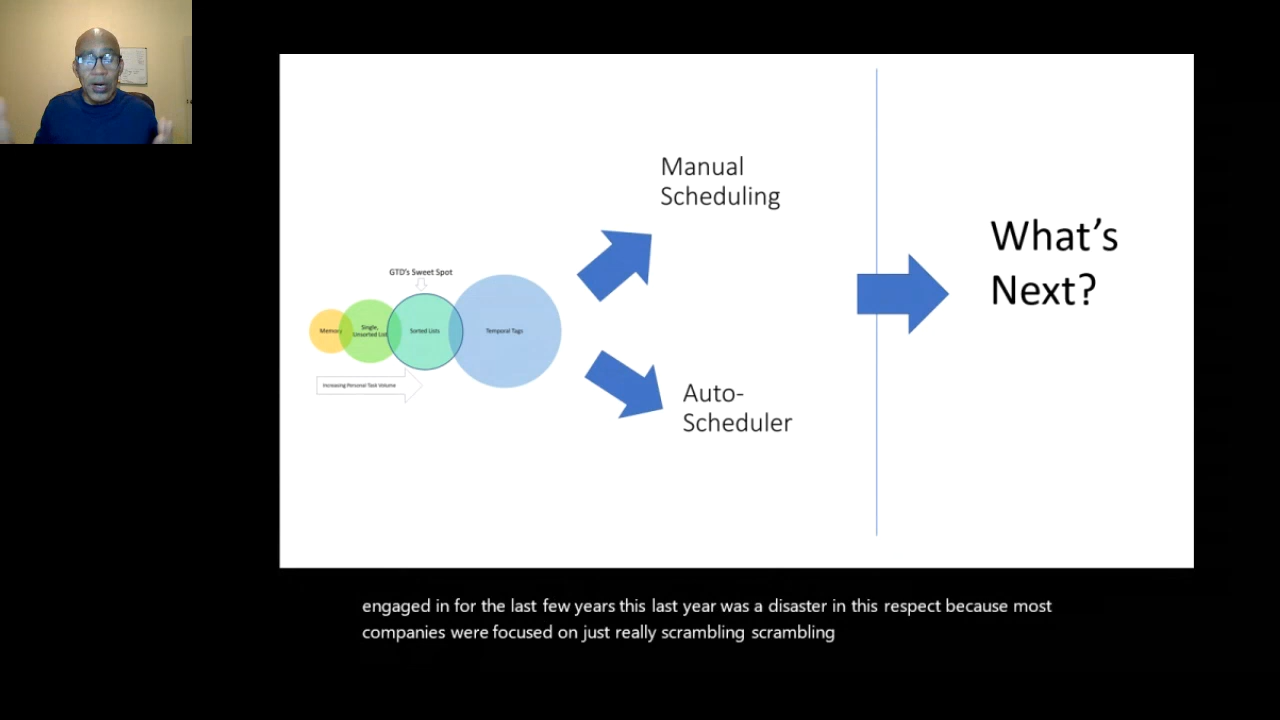 Manual
Scheduling
What's
Next?
GTD's Sweet Spot
Memory
Single,
Unsorted List
Sorted Lists
Temporal Tags
Increasing Personal Task Volume
Auto-
Scheduler
engaged in for the last few years this last year was a disaster in this respect because most
companies were focused on just really scrambling scrambling